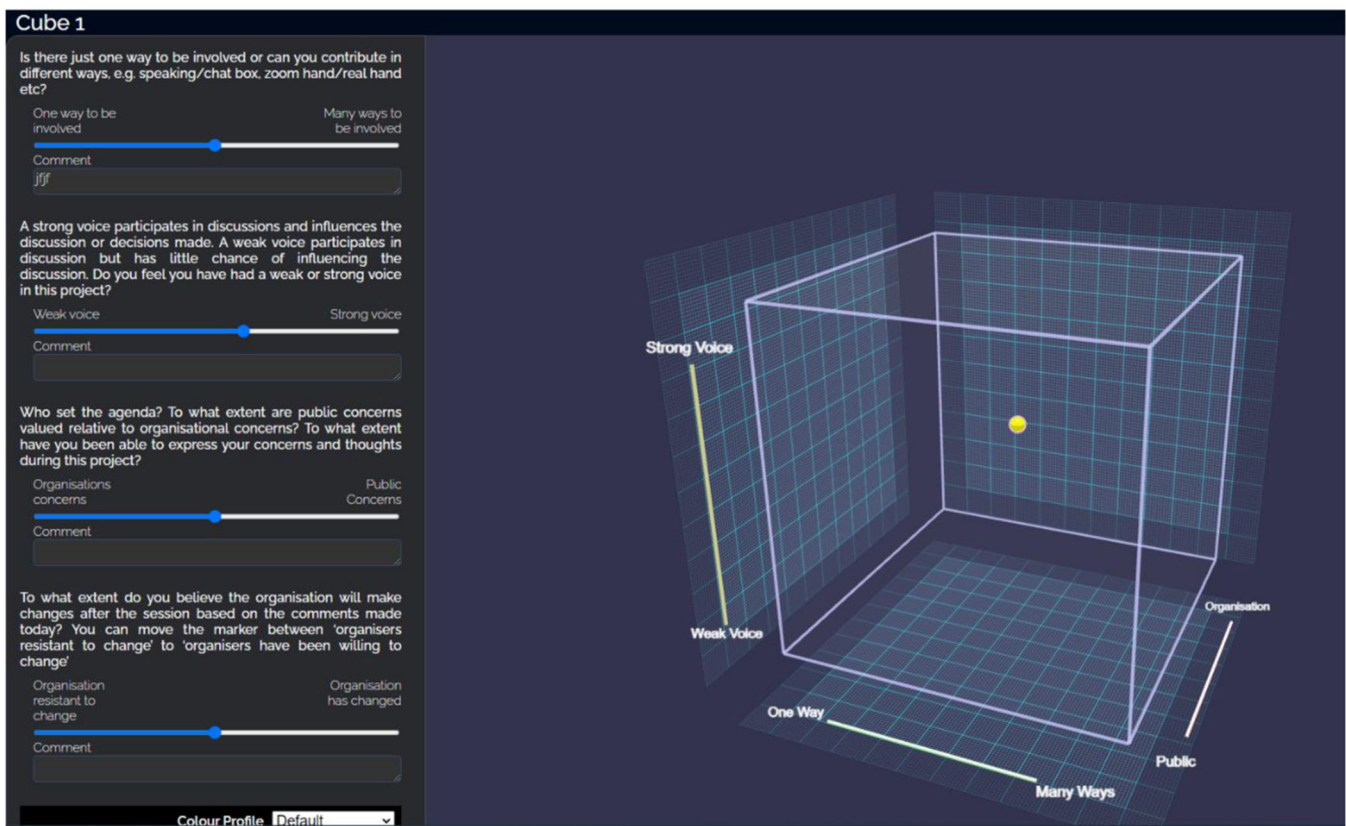 Cube 1
Is there just one way to be involved or can you contribute in
different ways, e.g. speaking/chat box, zoom hand/real hand
etc?
One way to be
involved
Many ways to
be involved
Comment
jfjf
A strong voice participates in discussions and influences the
discussion or decisions made. A weak voice participates in
discussion but has little chance of influencing the
discussion. Do you feel you have had a weak or strong voice
in this project?
Weak voice
Strong voice
Comment
Who set the agenda? To what extent are public concerns
valued relative to organisational concerns? To what extent
have you been able to express your concerns and thoughts
during this project?
Organisations
concerns
Public
Concerns
Comment
To what extent do you believe the organisation will make
changes after the session based on the comments made
today? You can move the marker between 'organisers
resistant to change' to 'organisers have been willing to
change'
Organisation
resistant to
change
Organisation
has changed
Comment
Colour Profile Default
Strong Voice
Weak Voice
One Way
Many Ways
Organisation
Public